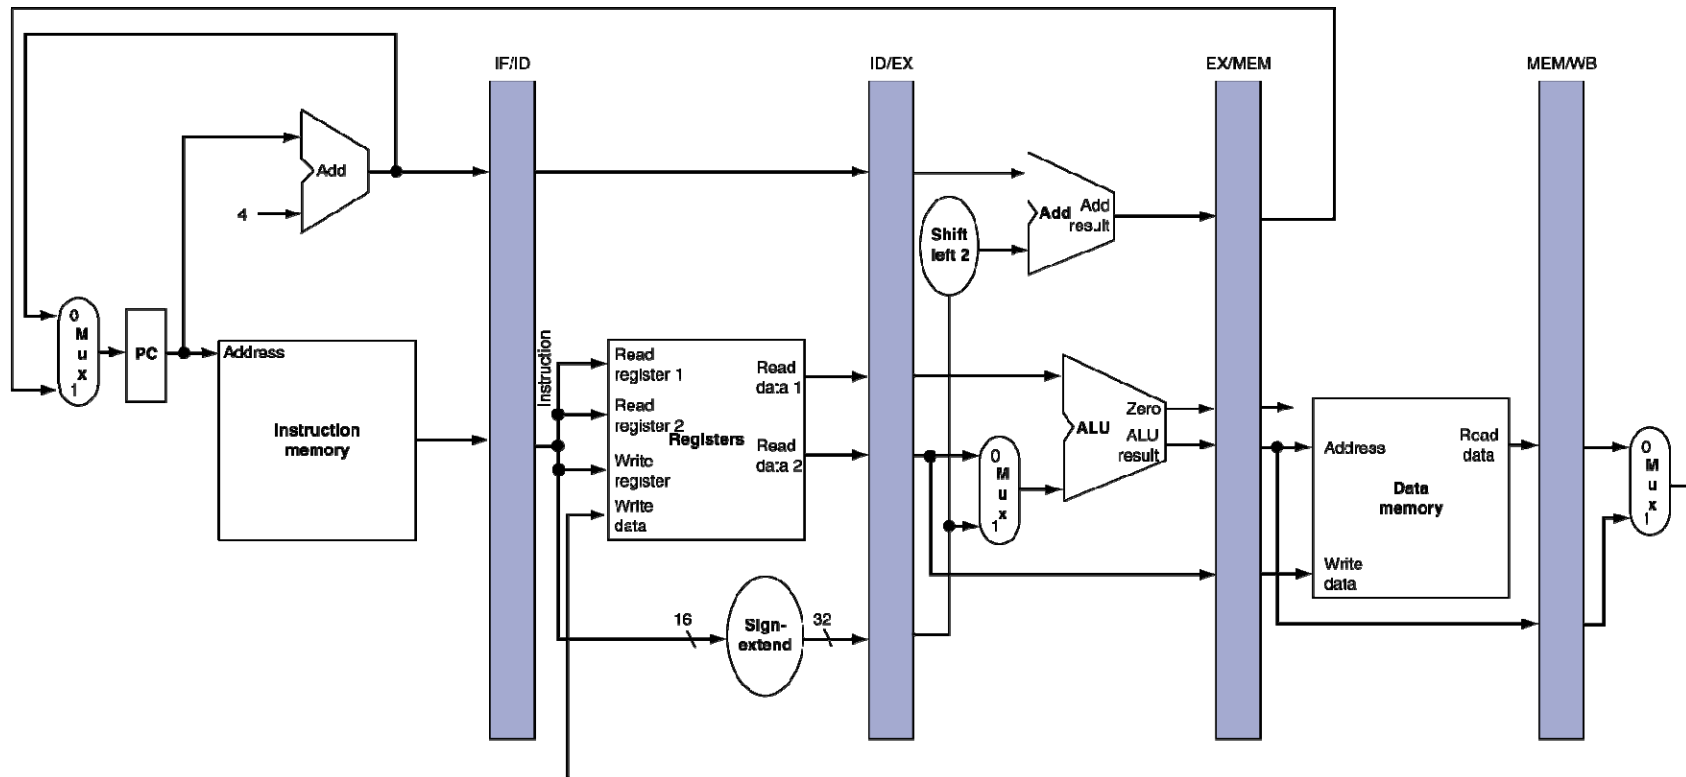 IF/ID
ID/EX
EX/MEM
MEM/WB
Add
4
Shift
left 2
Add
Add
result
0
M
u
x
1
PC
Address
Instruction
memory
Instruction
Read
register 1
Read
register 2
Registers
Write
register
Write
data
Read
data 1
Read
data 2
16
Sign-
extend
32
0
M
u
x
1
Zero
ALU
ALU
result
Address
Read
data
Data
memory
Write
data
0
M
u
x
1